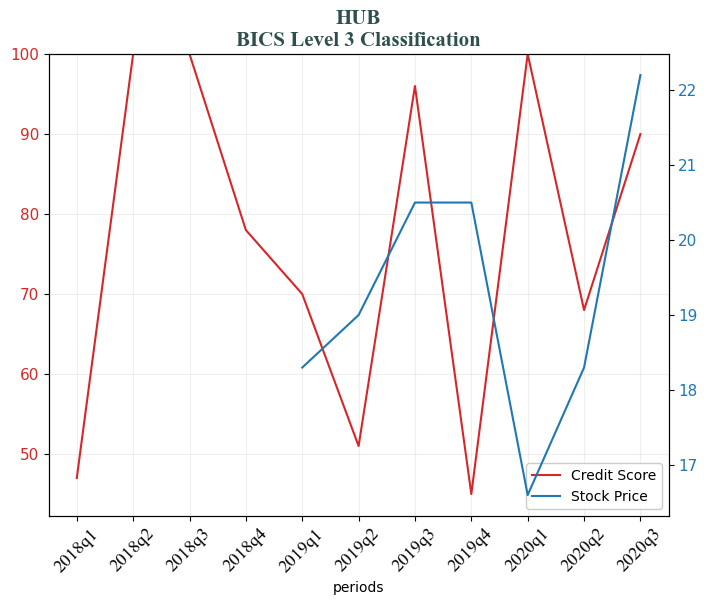 HUB
BICS Level 3 Classification
100
90
80
70
60
50
22
21
20
19
18
17
Credit Score
Stock Price
2018q1
2018q2
2018q3
2018q4
2019q1
2019q2
2019q3
2019q4
2020q1
2020q2
2020q3
periods